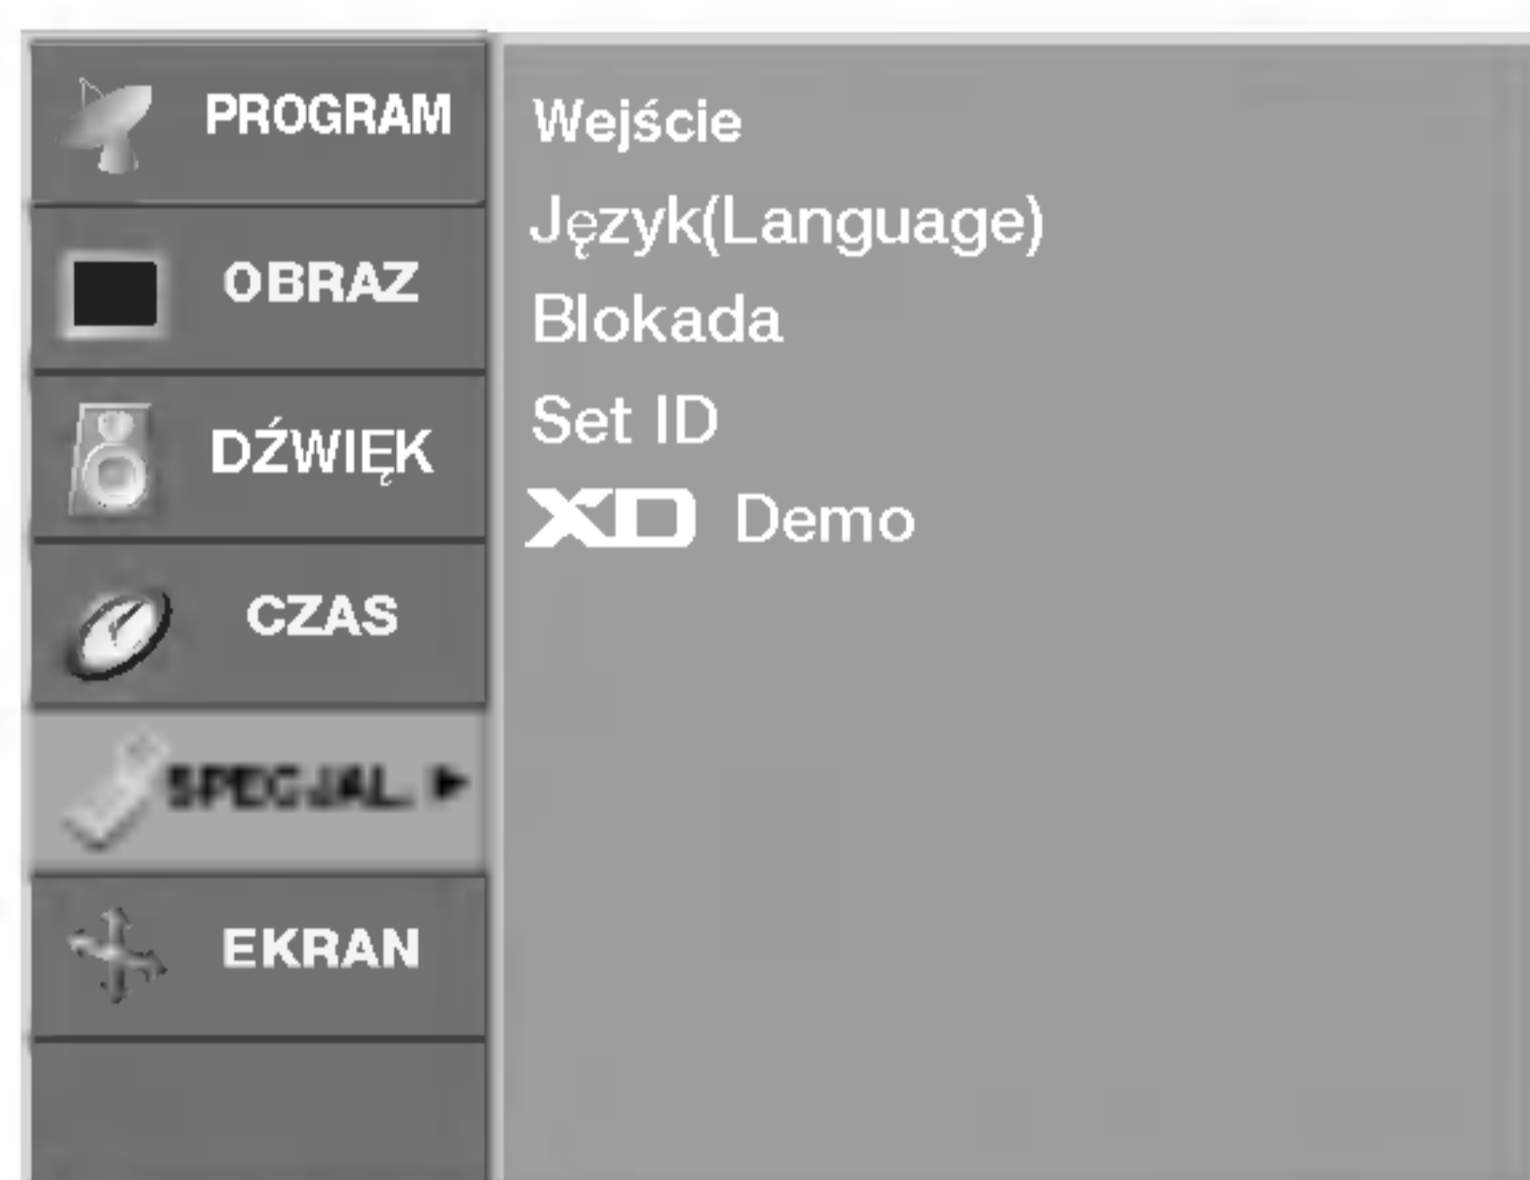 PROGRAM
OBRAZ
DŹWIĘK
CZAS
SPECJAL. ►
EKRAN
Wejście
Język(Language)
Blokada
Set ID
XD Demo